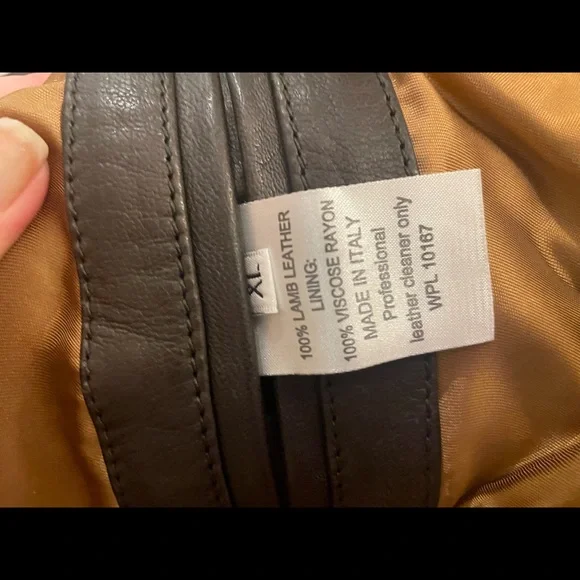 XL
100% LAMB LEATHER
LINING:
100% VISCOSE RAYON
MADE IN ITALY
Professional
leather cleaner only
WPL 10167